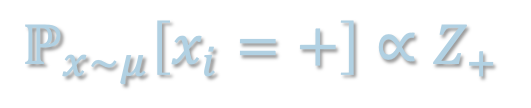 ℙ_{x∼μ}[x_i = +] ∝ Z_+